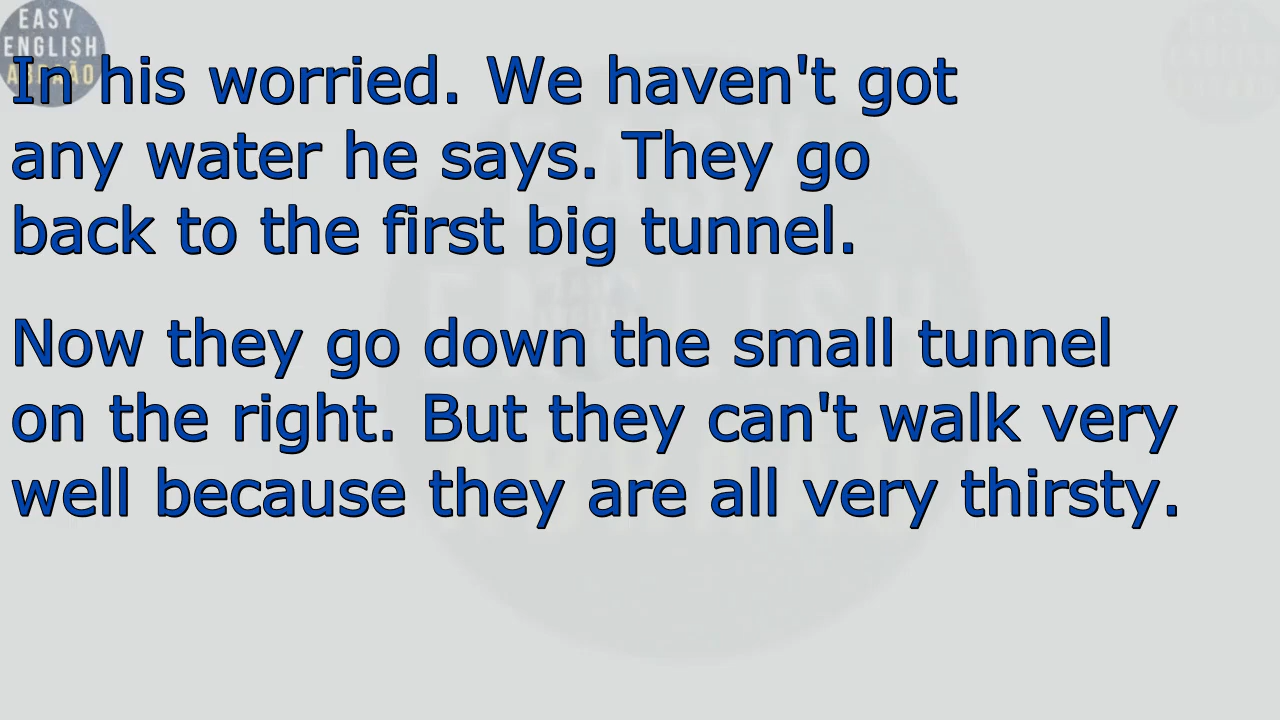 EASY
ENGLISH
ABRAÃO
In his worried. We haven't got
any water he says. They go
back to the first big tunnel.
Now they go down the small tunnel
on the right. But they can't walk very
well because they are all very thirsty.